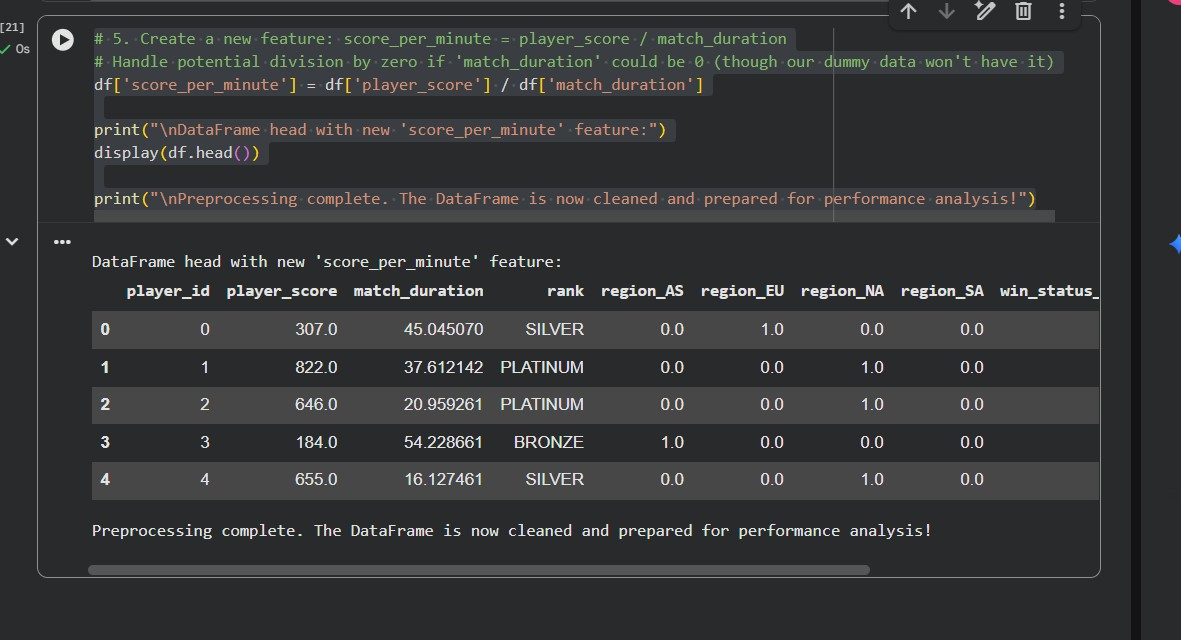 [21]
0s
# 5. Create a new feature: score_per_minute = player_score / match_duration
# Handle potential division by zero if 'match_duration' could be 0 (though our dummy data won't have it)
df['score_per_minute'] = df['player_score'] / df['match_duration']
print("\nDataFrame head with new 'score_per_minute' feature:")
display(df.head())
print("\nPreprocessing complete. The DataFrame is now cleaned and prepared for performance analysis!")
DataFrame head with new 'score_per_minute' feature:
player_id player_score match_duration rank region_AS region_EU region_NA region_SA win_status_
0 0 307.0 45.045070 SILVER 0.0 1.0 0.0 0.0
1 1 822.0 37.612142 PLATINUM 0.0 0.0 1.0 0.0
2 2 646.0 20.959261 PLATINUM 0.0 0.0 1.0 0.0
3 3 184.0 54.228661 BRONZE 1.0 0.0 0.0 0.0
4 4 655.0 16.127461 SILVER 0.0 0.0 1.0 0.0
Preprocessing complete. The DataFrame is now cleaned and prepared for performance analysis!